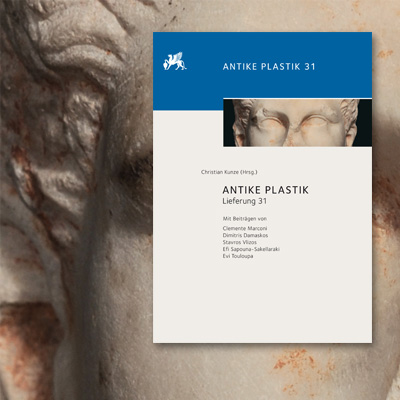 ANTIKE PLASTIK 31
Christian Kunze (Hrsg.)
ANTIKE PLASTIK
Lieferung 31
Mit Beiträgen von
Clemente Marconi
Dimitris Damaskos
Stavros Vlizos
Efi Sapouna-Sakellaraki
Evi Touloupa